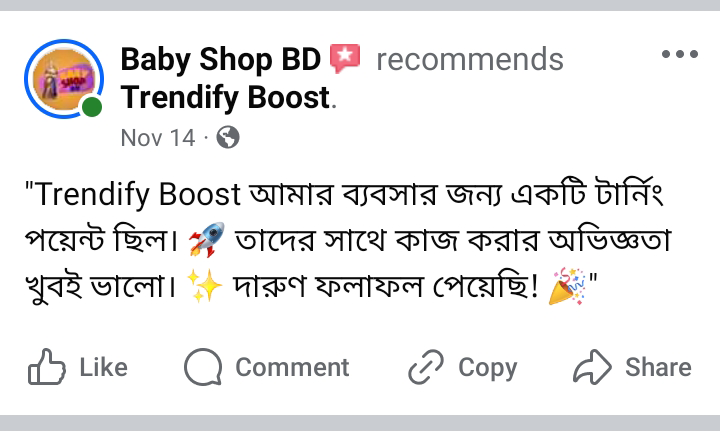 Baby Shop BD recommends
Trendify Boost.
Nov 14 ·
"Trendify Boost আমার ব্যবসার জন্য একটি টার্নিং
পয়েন্ট ছিল। 🚀 তাদের সাথে কাজ করার অভিজ্ঞতা
খুবই ভালো। ✨ দারুণ ফলাফল পেয়েছি! 🎉"
Like Comment Copy Share